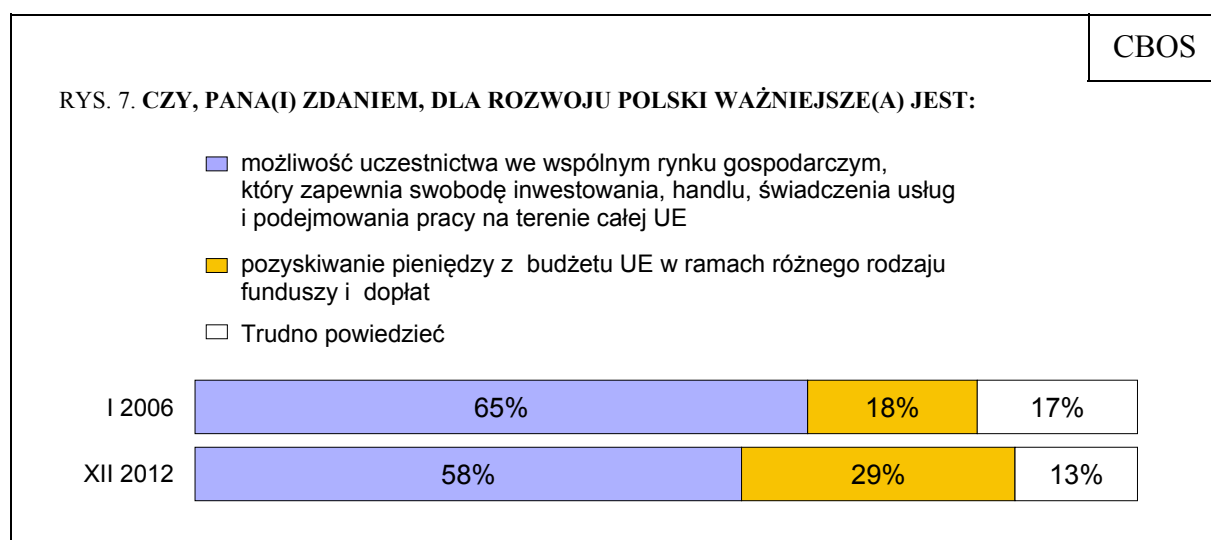 CBOS
RYS. 7. CZY, PANA(I) ZDANIEM, DLA ROZWOJU POLSKI WAŻNIEJSZE(A) JEST:
możliwość uczestnictwa we wspólnym rynku gospodarczym,
który zapewnia swobodę inwestowania, handlu, świadczenia usług
i podejmowania pracy na terenie całej UE
pozyskiwanie pieniędzy z budżetu UE w ramach różnego rodzaju
funduszy i dopłat
Trudno powiedzieć
I 2006 65% 18% 17%
XII 2012 58% 29% 13%